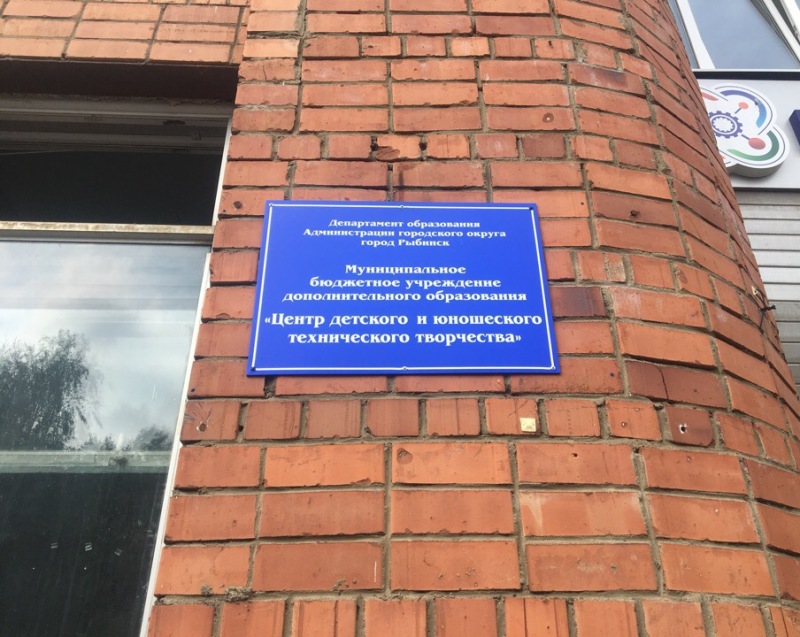 Департамент образования
Администрации городского округа
город Рыбинск
Муниципальное
бюджетное учреждение
дополнительного образования
«Центр детского и юношеского
технического творчества»